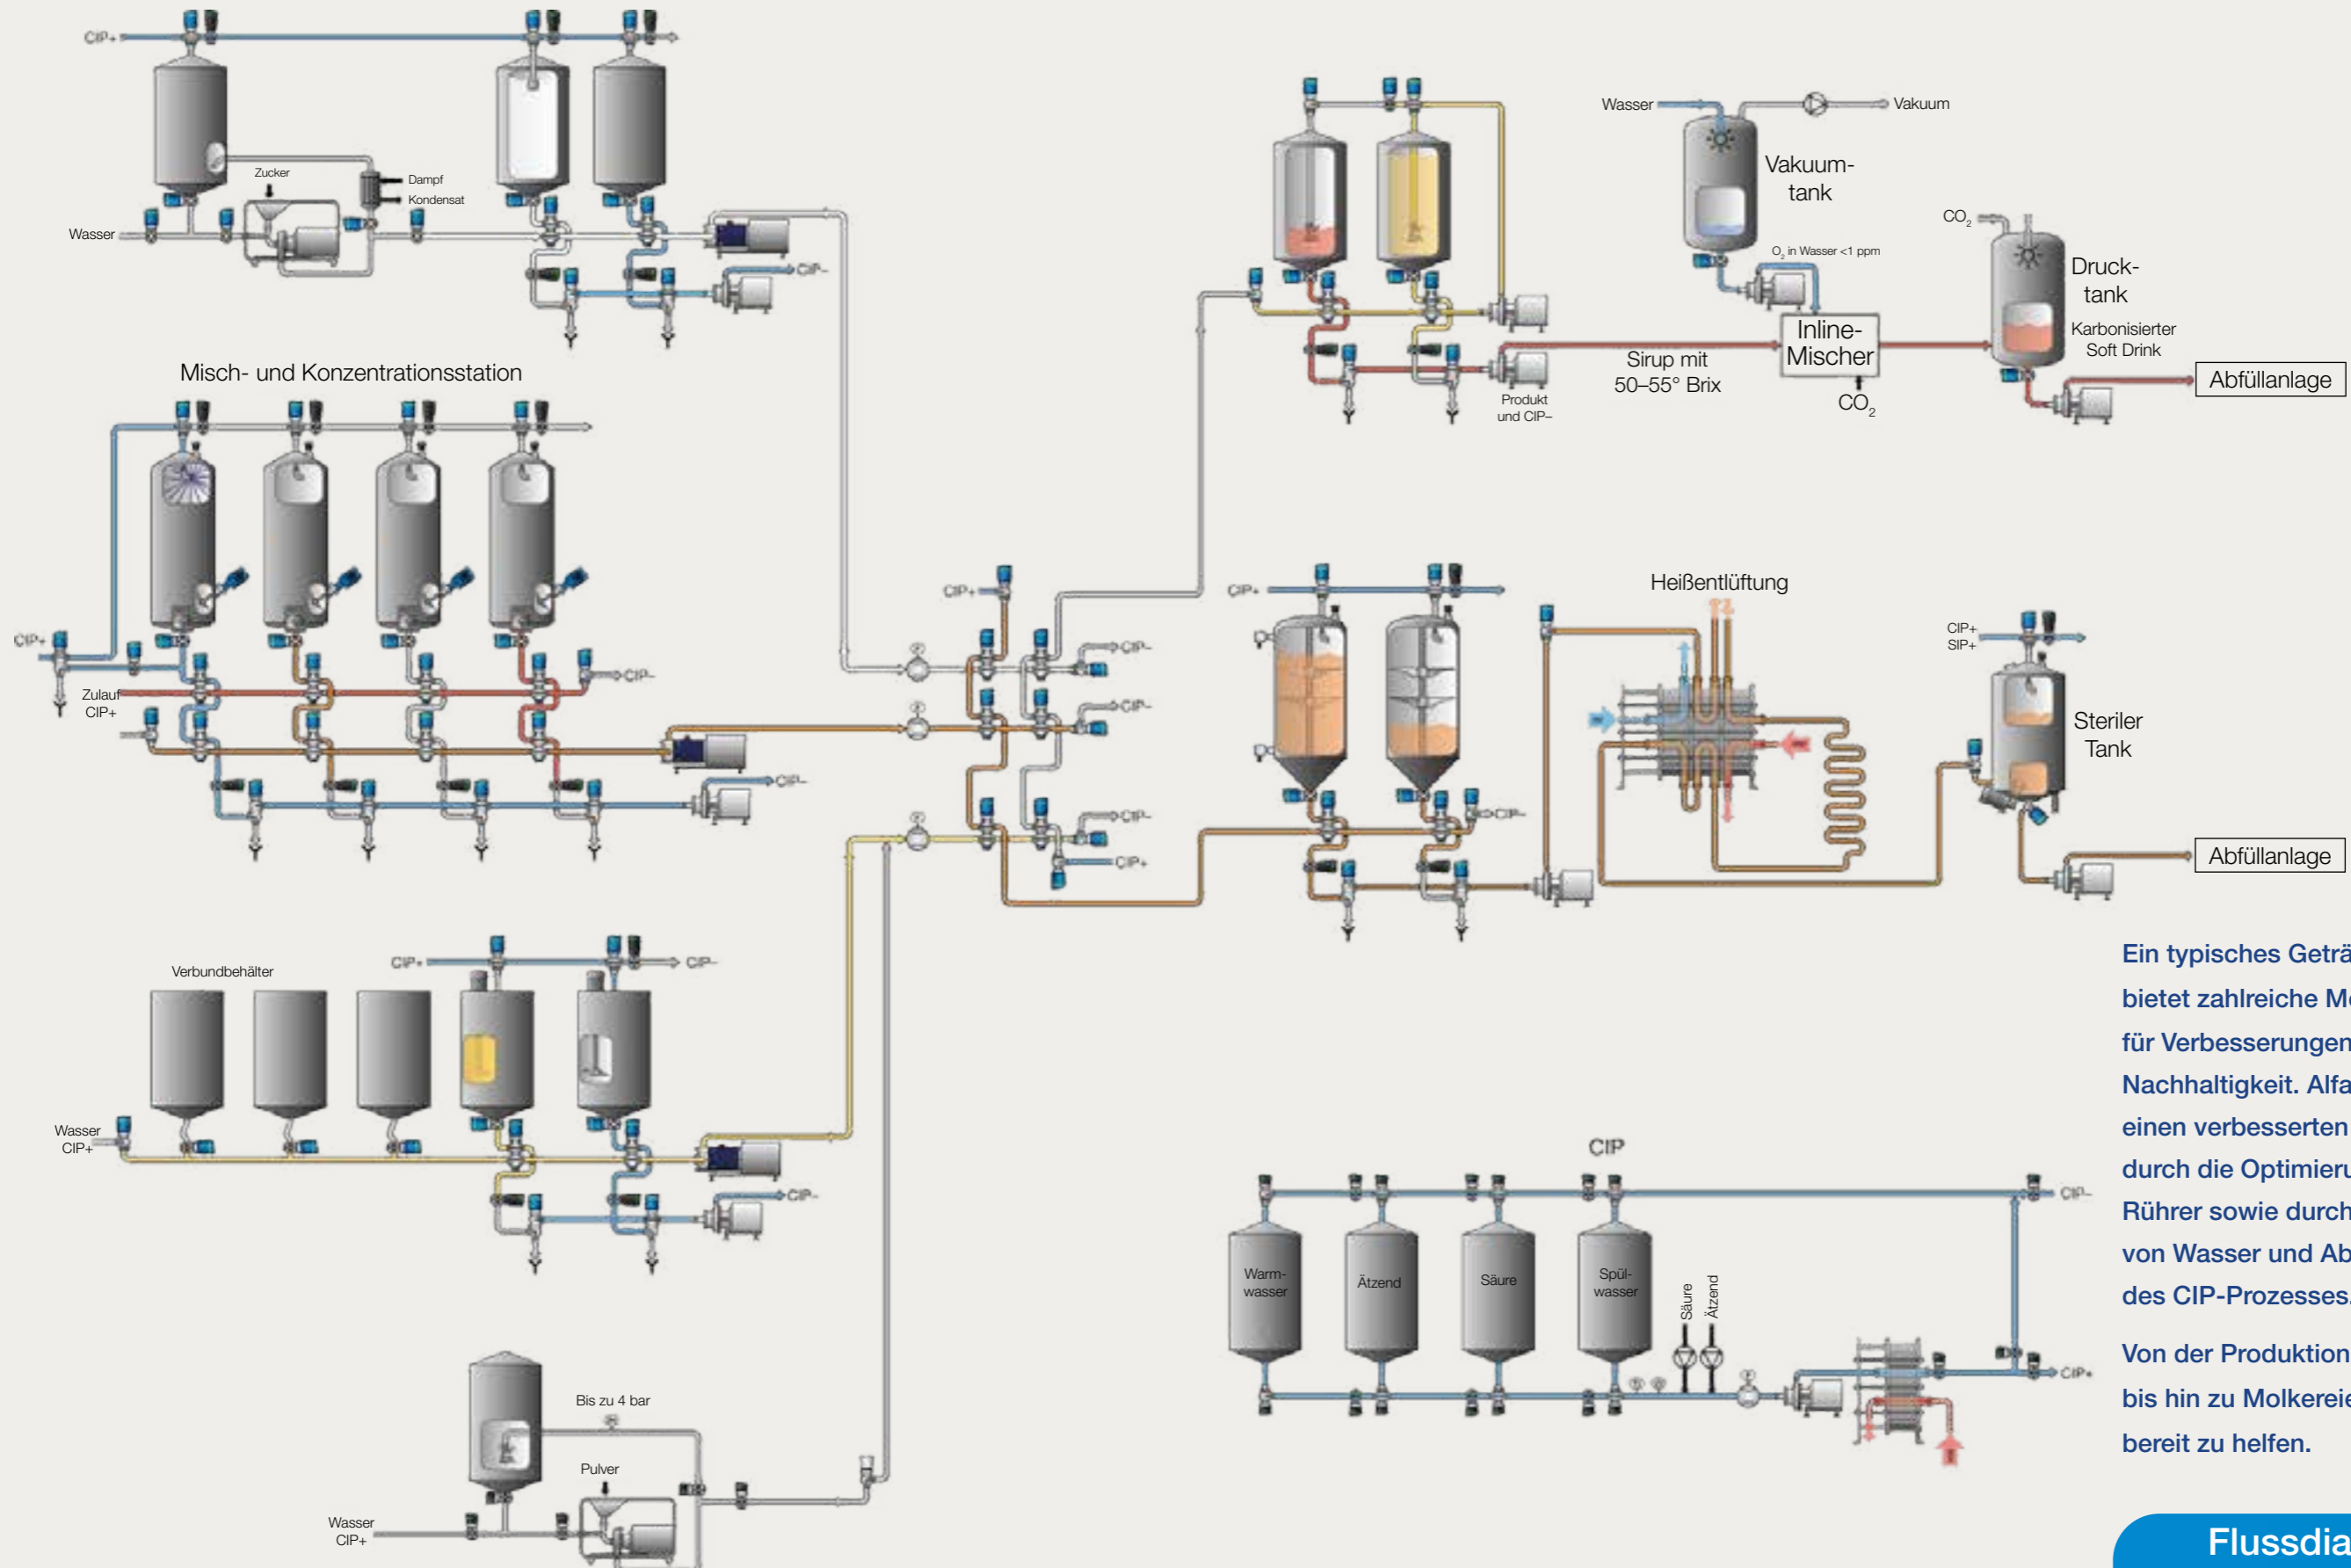 CIP+
Zucker
Dampf
Kondensat
Wasser
CIP–
Misch- und Konzentrationsstation
CIP+
Zulauf
CIP+
CIP–
CIP–
Verbundbehälter
CIP+
CIP–
Wasser
CIP+
CIP–
Bis zu 4 bar
Pulver
Wasser
CIP+
CIP+
CIP–
CIP–
CIP–
CIP+
Wasser
Vakuum
Vakuum-
tank
O₂ in Wasser <1 ppm
CO₂
Druck-
tank
Karbonisierter
Soft Drink
Inline-
Mischer
CO₂
Sirup mit
50–55° Brix
Produkt
und CIP–
Abfüllanlage
CIP+
CIP–
Heißentlüftung
CIP+
SIP+
Steriler
Tank
Abfüllanlage
CIP
Warm-
wasser
Ätzend
Säure
Spül-
wasser
Säure
Ätzend
CIP–
CIP+
Ein typisches Geträ
bietet zahlreiche M
für Verbesserungen
Nachhaltigkeit. Alfa
einen verbesserten
durch die Optimieru
Rührer sowie durch
von Wasser und Ab
des CIP-Prozesses.
Von der Produktion
bis hin zu Molkereie
bereit zu helfen.
Flussdia